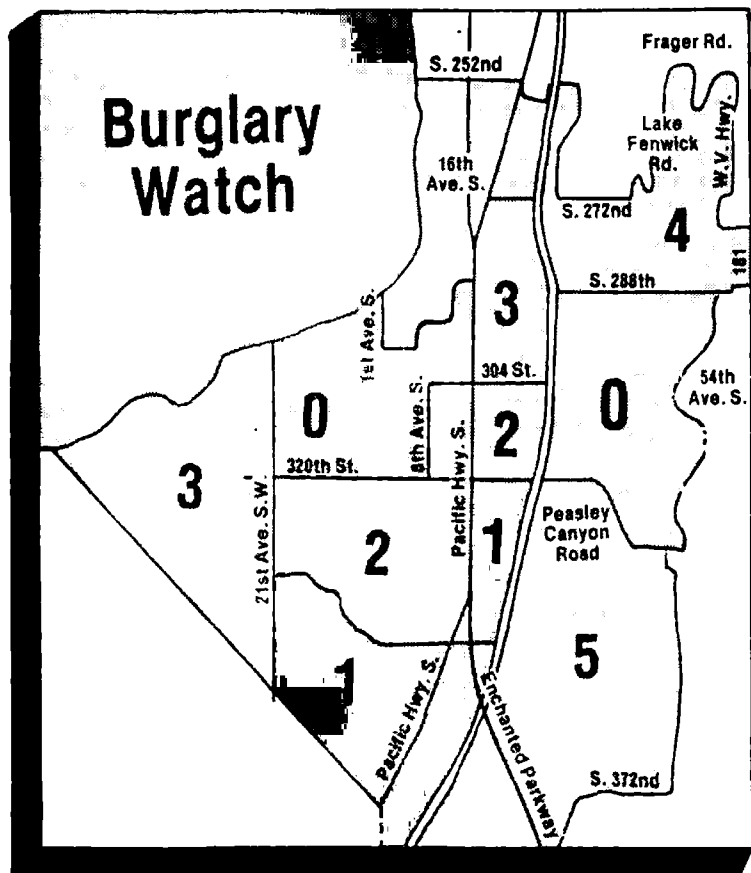 Burglary
Watch
S. 252nd
Frager Rd.
16th
Ave. S.
Lake
Fenwick
Rd.
W.V. Hwy.
S. 272nd
4
181
S. 288th
1st Ave. S.
3
304 St.
54th
Ave. S.
0
8th Ave. S.
0
2
320th St.
3
Pacific Hwy. S.
21st Ave. S.W.
2
1
Peasley
Canyon
Road
5
1
Pacific Hwy. S.
Enchanted Parkway
S. 372nd